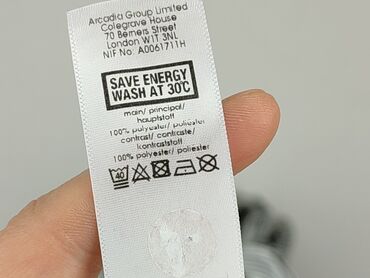 Arcadia Group Limited
Colegrave House
70 Berners Street
London W1T 3NL
NIF No: A0061711H
SAVE ENERGY
WASH AT 30°C
main/ principal/
hauptstoff
100% polyester/ poliester
contrast/ contraste/
kontraststoff
100% polyester/ poliester
40